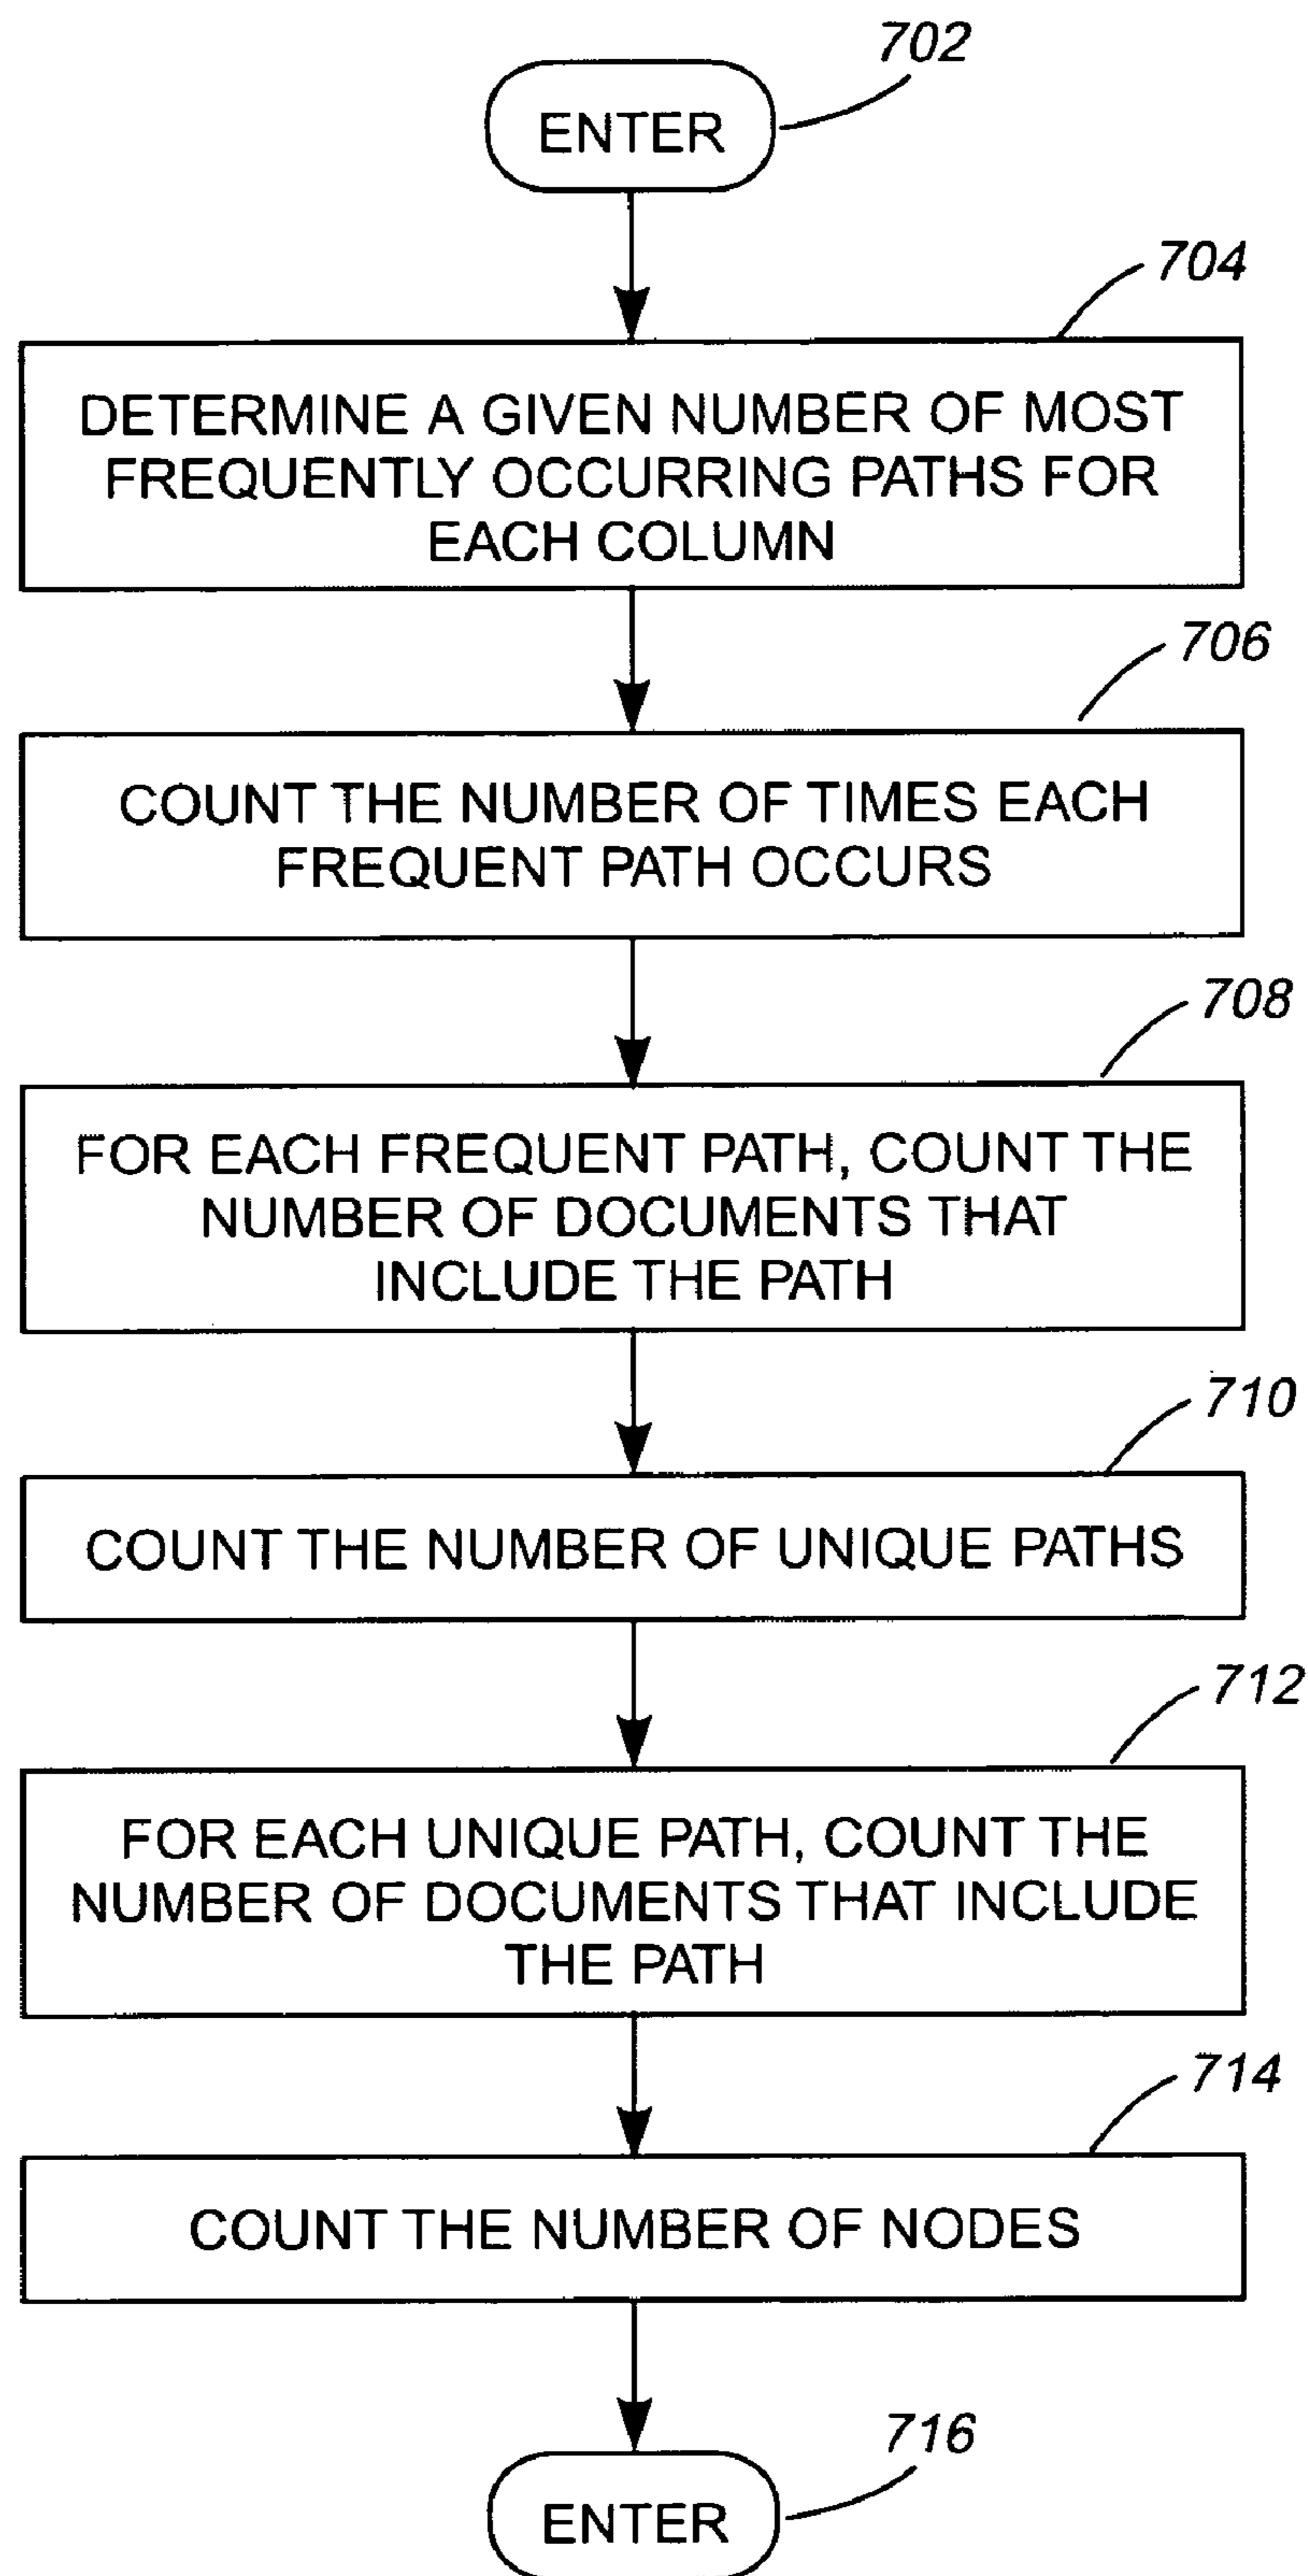 702
ENTER
704
DETERMINE A GIVEN NUMBER OF MOST
FREQUENTLY OCCURRING PATHS FOR
EACH COLUMN
706
COUNT THE NUMBER OF TIMES EACH
FREQUENT PATH OCCURS
708
FOR EACH FREQUENT PATH, COUNT THE
NUMBER OF DOCUMENTS THAT
INCLUDE THE PATH
710
COUNT THE NUMBER OF UNIQUE PATHS
712
FOR EACH UNIQUE PATH, COUNT THE
NUMBER OF DOCUMENTS THAT INCLUDE
THE PATH
714
COUNT THE NUMBER OF NODES
716
ENTER